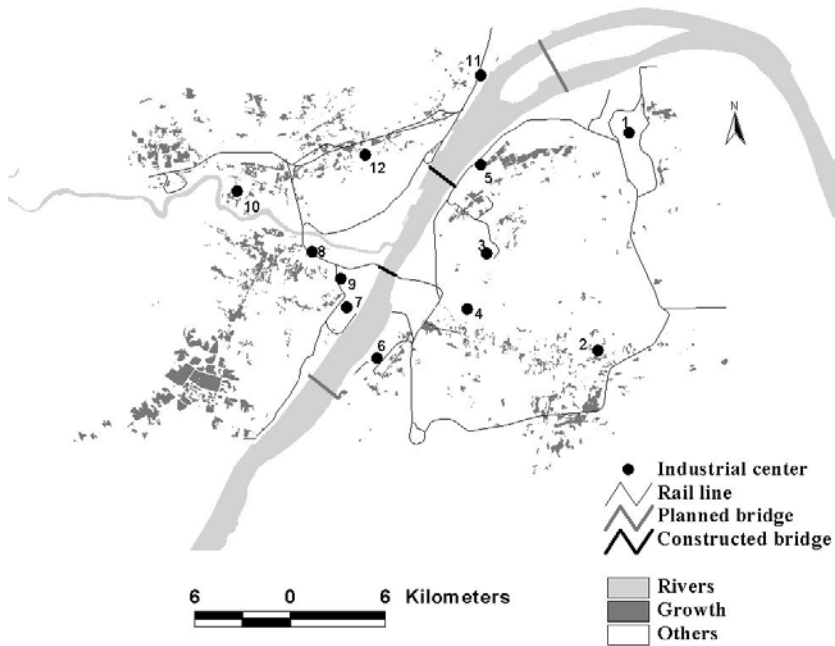 11
1
N
12
5
10
3
8
9
7
4
6
2
Industrial center
Rail line
Planned bridge
Constructed bridge
6 0 6 Kilometers
Rivers
Growth
Others